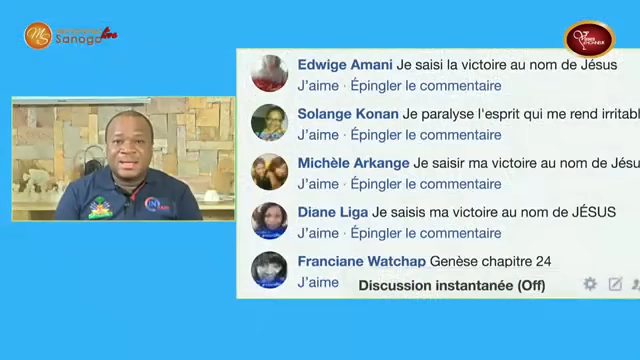 Sanogo live
Edwige Amani Je saisi la victoire au nom de Jésus
J'aime · Épingler le commentaire
Solange Konan Je paralyse l'esprit qui me rend irritabl
J'aime · Épingler le commentaire
Michèle Arkange Je saisir ma victoire au nom de Jésu
J'aime · Épingler le commentaire
Diane Liga Je saisis ma victoire au nom de JÉSUS
J'aime · Épingler le commentaire
Franciane Watchap Genèse chapitre 24
J'aime
Discussion instantanée (Off)